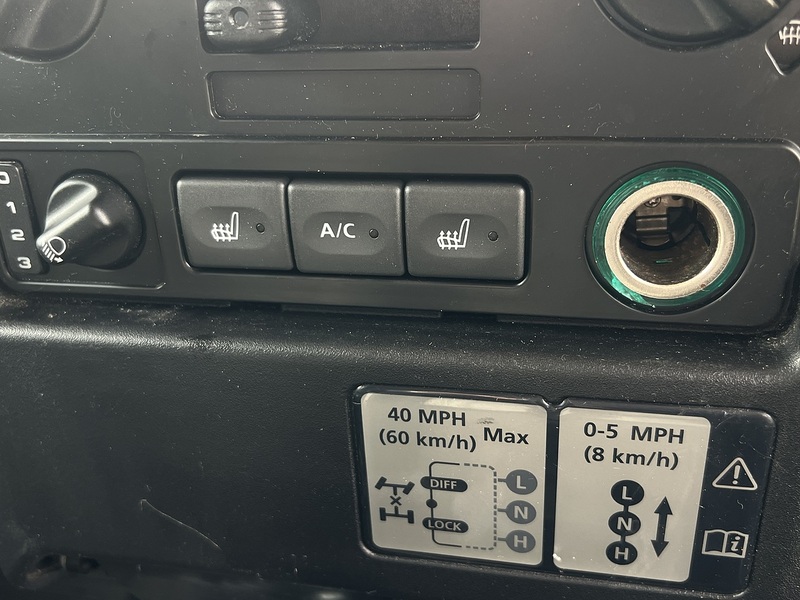 0
1
2
3
A/C
40 MPH
(60 km/h) Max
DIFF
LOCK
L
N
H
0-5 MPH
(8 km/h)
L
N
H